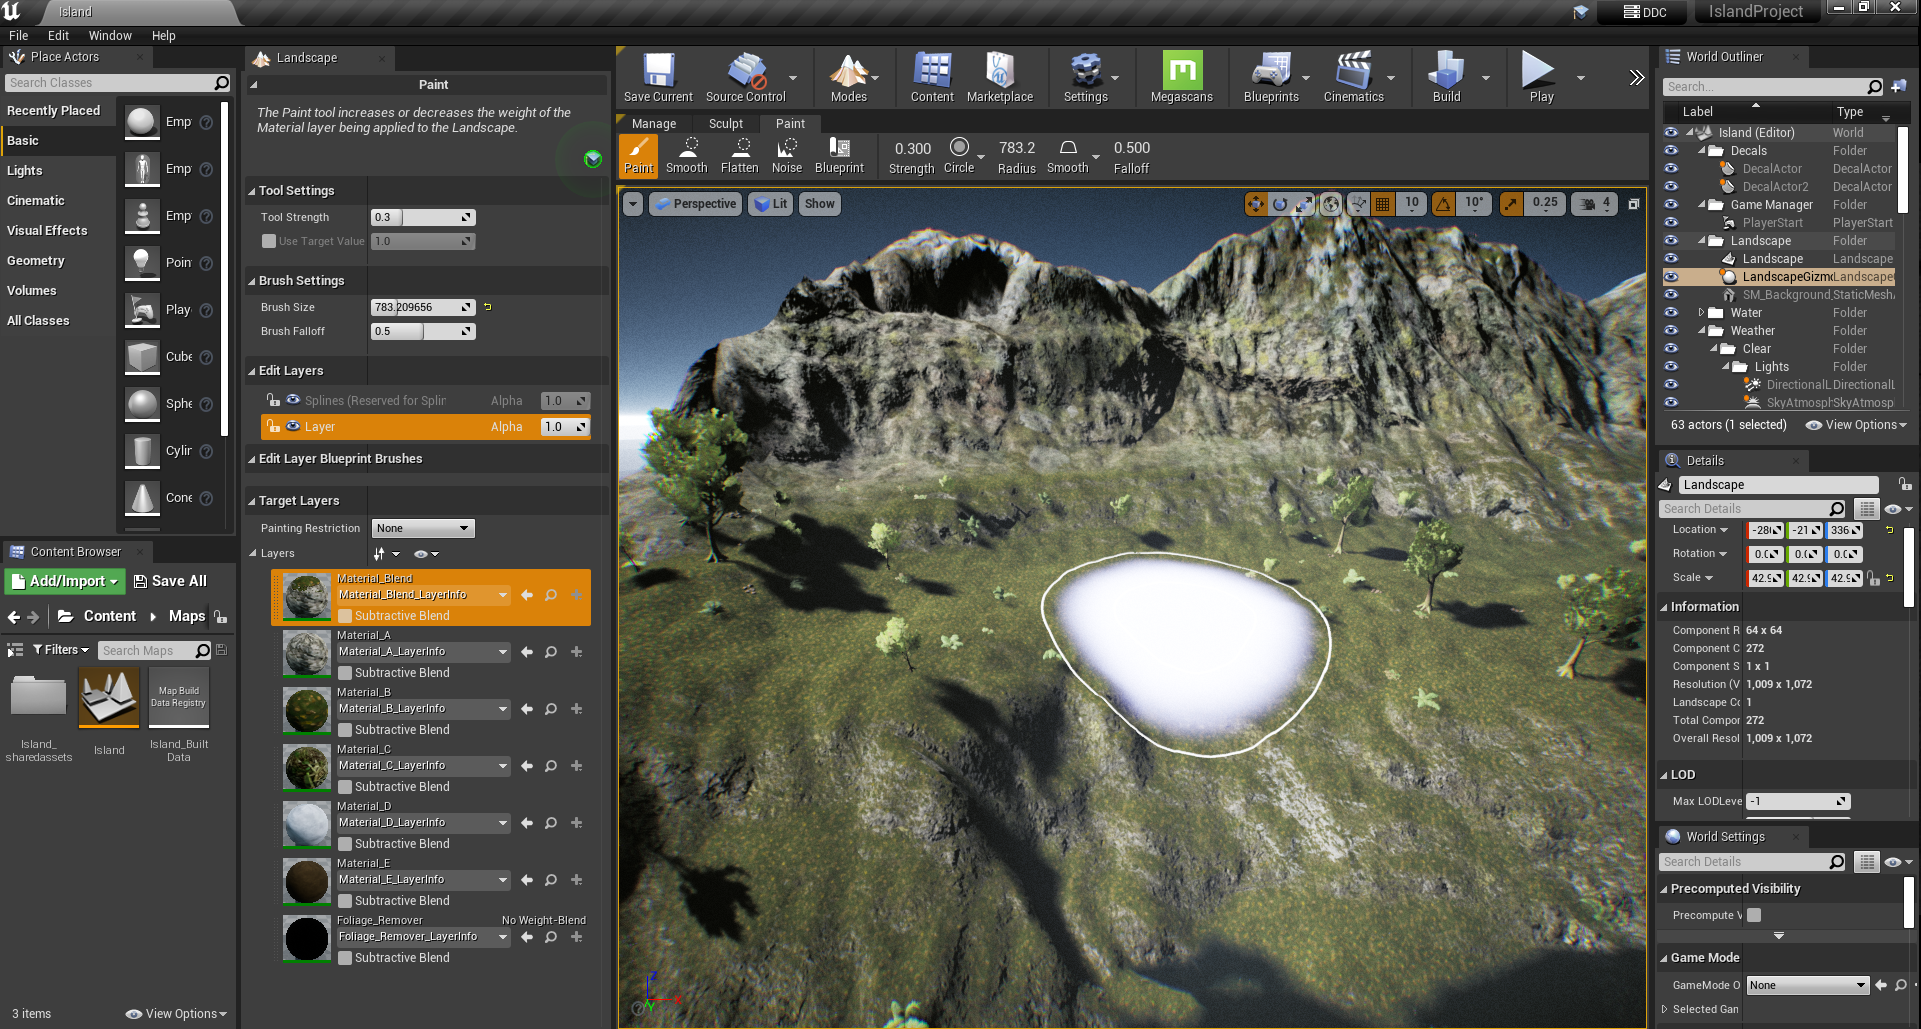 Island
DDC
IslandProject
File
Edit
Window
Help
Place Actors
Search Classes
Recently Placed
Basic
Lights
Cinematic
Visual Effects
Geometry
Volumes
All Classes
Emp
Emp
Emp
Poin
Play
Cube
Sphe
Cylin
Cone
Content Browser
Add/Import
Save All
Content
Maps
Filters
Search Maps
Map Build
Data Registry
Island_
sharedassets
Island
Island_Built
Data
3 items
View Options
Landscape
Paint
The Paint tool increases or decreases the weight of the
Material layer being applied to the Landscape.
Tool Settings
Tool Strength
0.3
Use Target Value
1.0
Brush Settings
Brush Size
783.209656
Brush Falloff
0.5
Edit Layers
Splines (Reserved for Splin
Alpha
1.0
Layer
Alpha
1.0
Edit Layer Blueprint Brushes
Target Layers
Painting Restriction
None
Layers
Material_Blend
Material_Blend_LayerInfo
Subtractive Blend
Material_A
Material_A_LayerInfo
Subtractive Blend
Material_B
Material_B_LayerInfo
Subtractive Blend
Material_C
Material_C_LayerInfo
Subtractive Blend
Material_D
Material_D_LayerInfo
Subtractive Blend
Material_E
Material_E_LayerInfo
Subtractive Blend
Foliage_Remover
No Weight-Blend
Foliage_Remover_LayerInfo
Subtractive Blend
Save Current
Source Control
Modes
Content
Marketplace
Settings
Megascans
Blueprints
Cinematics
Build
Play
Manage
Sculpt
Paint
Paint
Smooth
Flatten
Noise
Blueprint
0.300
Strength
Circle
783.2
Radius
Smooth
0.500
Falloff
Perspective
Lit
Show
10
10°
0.25
4
Z
X
Y
World Outliner
Search...
Label
Type
Island (Editor)
World
Decals
Folder
DecalActor
DecalActor
DecalActor2
DecalActor
Game Manager
Folder
PlayerStart
PlayerStart
Landscape
Folder
Landscape
Landscape
LandscapeGizmo
Landscape
SM_Background_
StaticMeshA
Water
Folder
Weather
Folder
Clear
Folder
Lights
Folder
DirectionalL
DirectionalL
SkyAtmosph
SkyAtmosp
63 actors (1 selected)
View Options
Details
Landscape
Search Details
Location
-28
-21
336
Rotation
0.0
0.0
0.0
Scale
42.9
42.9
42.9
Information
Component R
64 x 64
Component C
272
Component S
1 x 1
Resolution (V
1,009 x 1,072
Landscape Co
1
Total Compor
272
Overall Resol
1,009 x 1,072
LOD
Max LODLeve
-1
World Settings
Search Details
Precomputed Visibility
Precompute V
Game Mode
GameMode O
None
Selected Gan